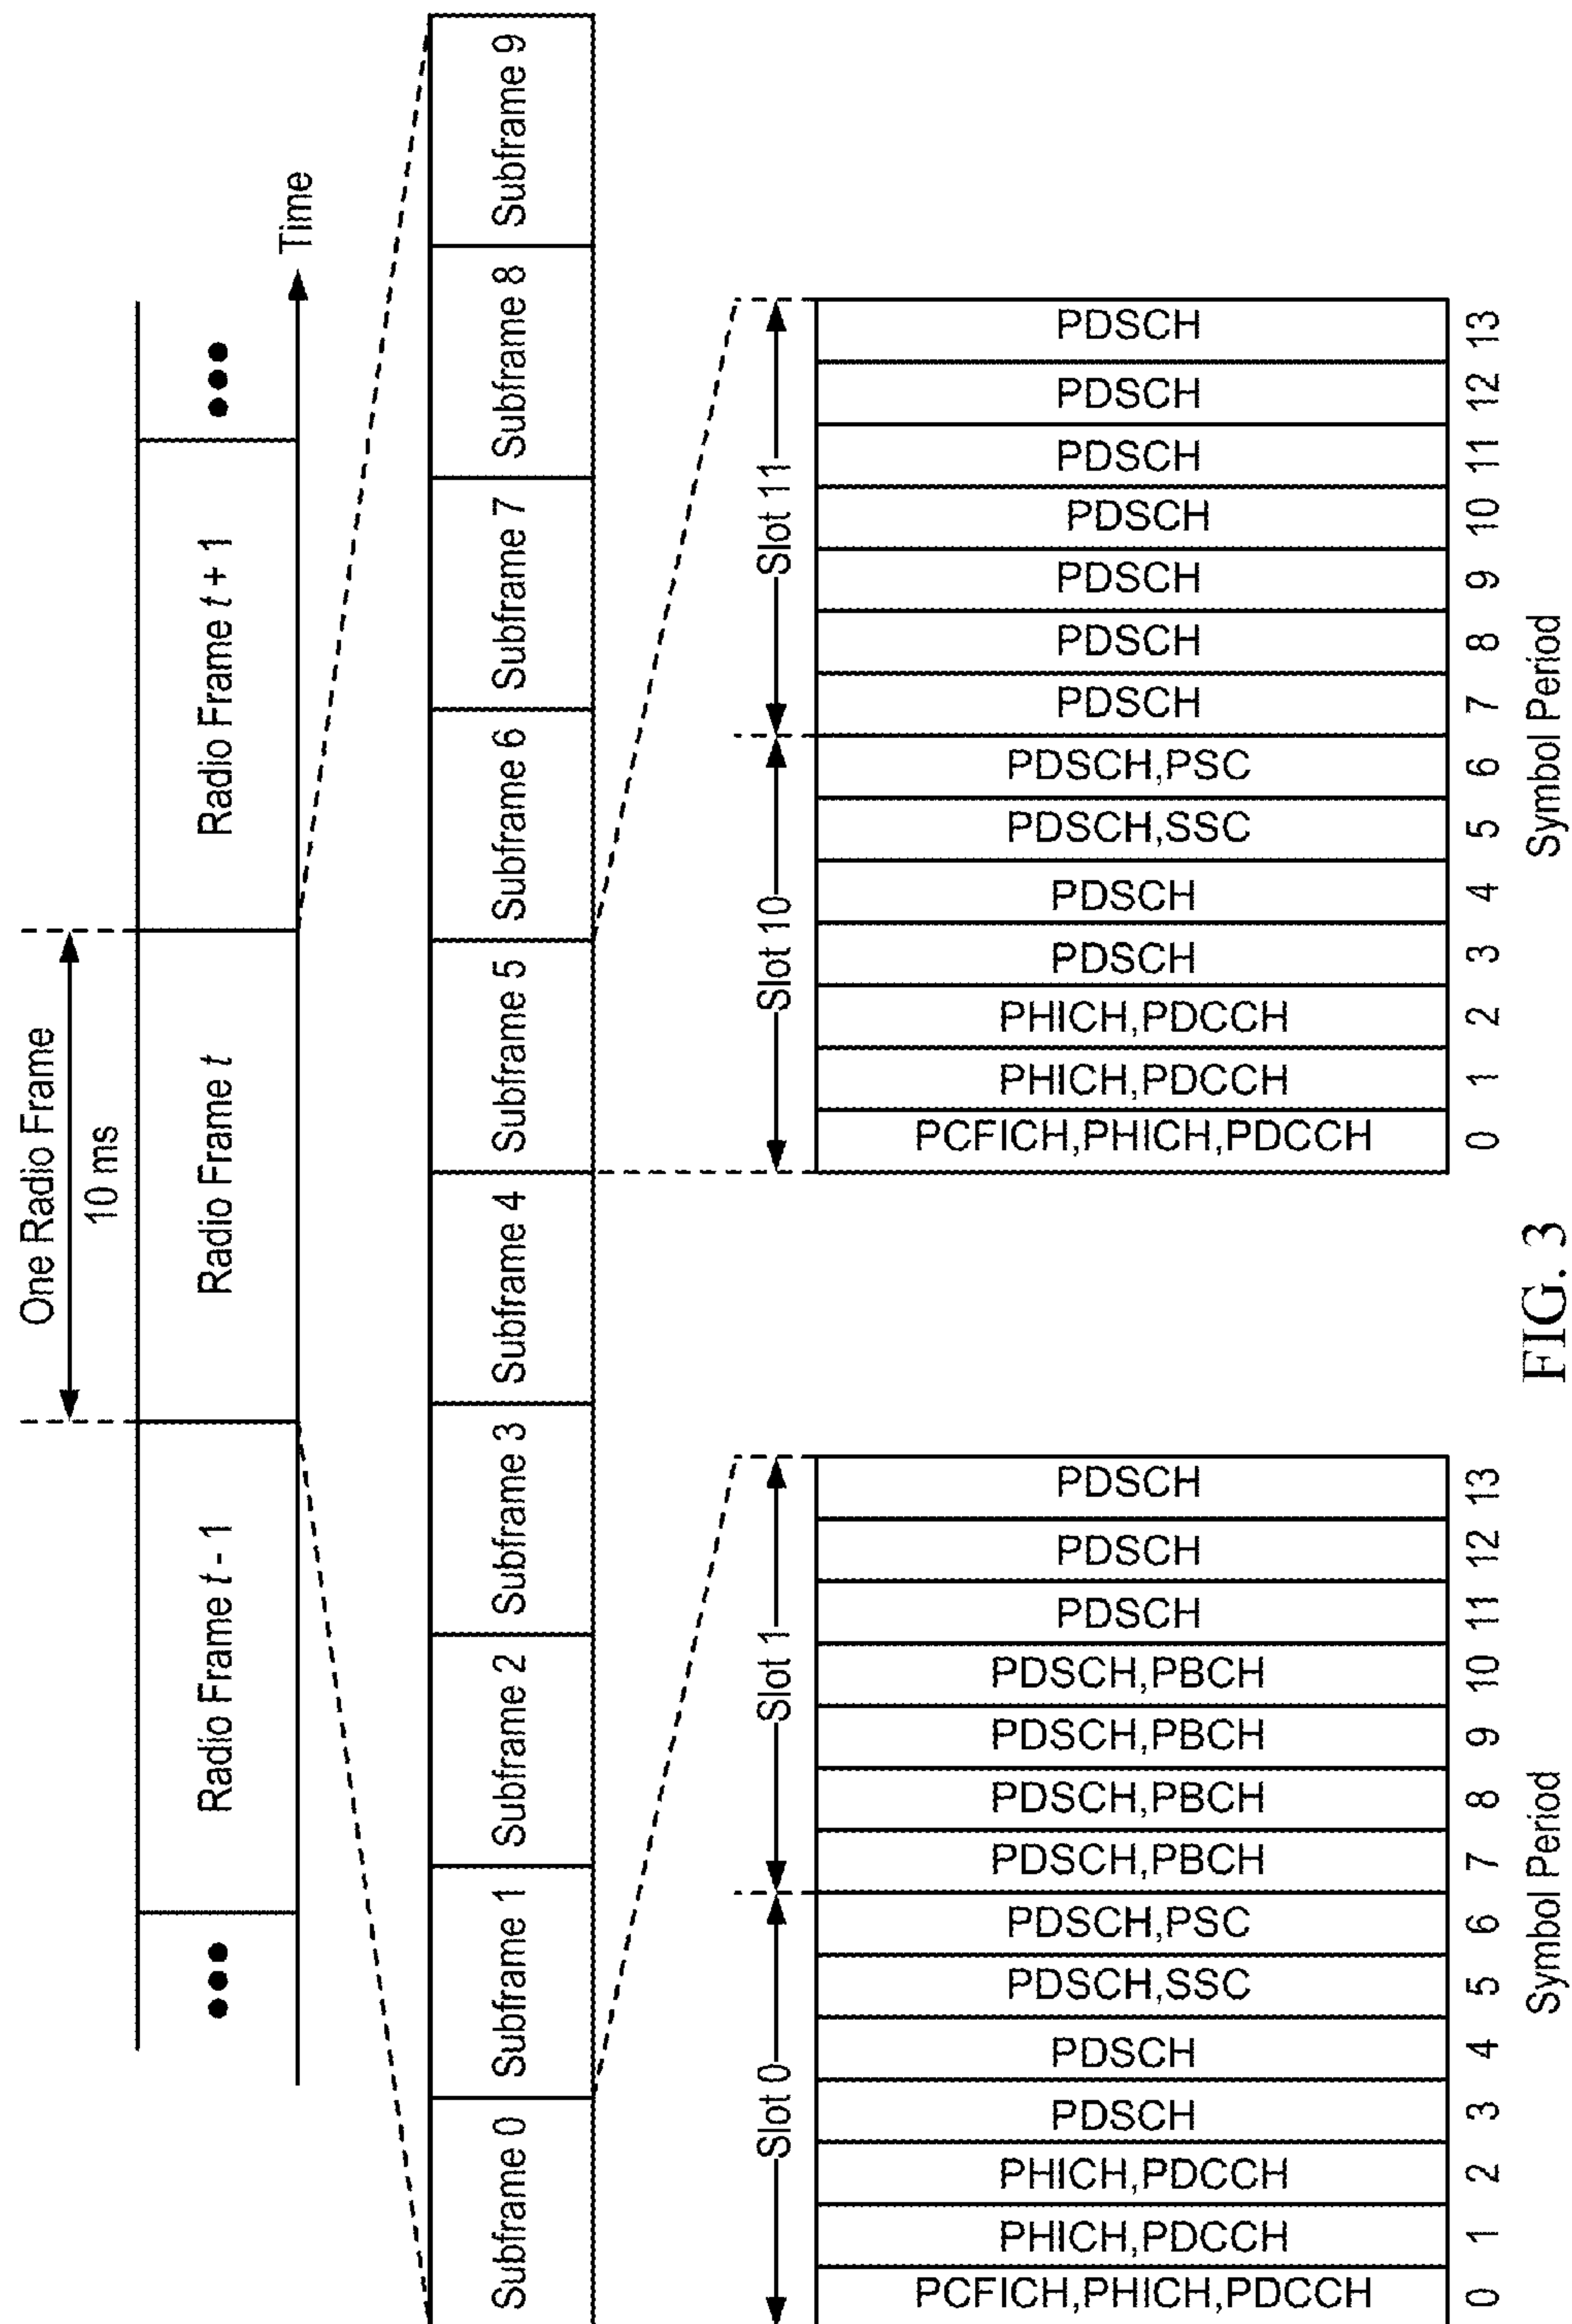 One Radio Frame
10 ms
••• Radio Frame t - 1 Radio Frame t Radio Frame t + 1 •••
Time
Subframe 0 Subframe 1 Subframe 2 Subframe 3 Subframe 4 Subframe 5 Subframe 6 Subframe 7 Subframe 8 Subframe 9
Slot 0 Slot 1
PCFICH,PHICH,PDCCH
PHICH,PDCCH
PHICH,PDCCH
PDSCH
PDSCH
PDSCH,SSC
PDSCH,PSC
PDSCH,PBCH
PDSCH,PBCH
PDSCH,PBCH
PDSCH,PBCH
PDSCH
PDSCH
PDSCH
0 1 2 3 4 5 6 7 8 9 10 11 12 13
Symbol Period
Slot 10 Slot 11
PCFICH,PHICH,PDCCH
PHICH,PDCCH
PHICH,PDCCH
PDSCH
PDSCH
PDSCH,SSC
PDSCH,PSC
PDSCH
PDSCH
PDSCH
PDSCH
PDSCH
PDSCH
PDSCH
0 1 2 3 4 5 6 7 8 9 10 11 12 13
Symbol Period
FIG. 3